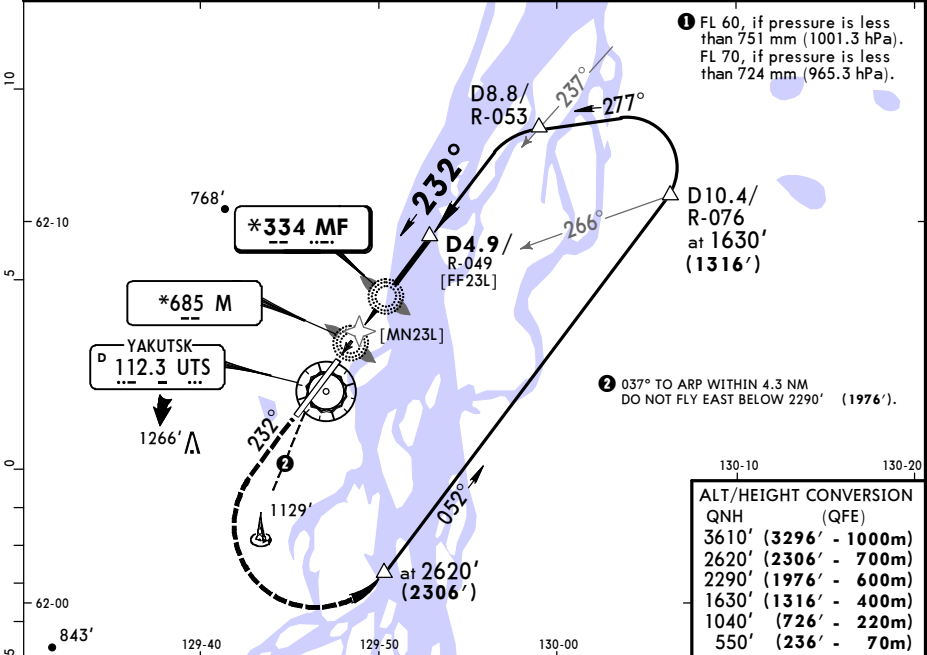 ❶ FL 60, if pressure is less
than 751 mm (1001.3 hPa).
FL 70, if pressure is less
than 724 mm (965.3 hPa).
10
D8.8/
R-053
237°
277°
232°
768'
62-10
*334 MF
D10.4/
R-076
at 1630'
(1316')
266°
D4.9/
R-049
[FF23L]
5
*685 M
[MN23L]
YAKUTSK
D 112.3 UTS
❷ 037° TO ARP WITHIN 4.3 NM
DO NOT FLY EAST BELOW 2290' (1976').
1266'
232°
❷
0
130-10
130-20
1129'
052°
at 2620'
(2306')
62-00
843'
5
129-40
129-50
130-00
ALT/HEIGHT CONVERSION
QNH (QFE)
3610' (3296' - 1000m)
2620' (2306' - 700m)
2290' (1976' - 600m)
1630' (1316' - 400m)
1040' (726' - 220m)
550' (236' - 70m)